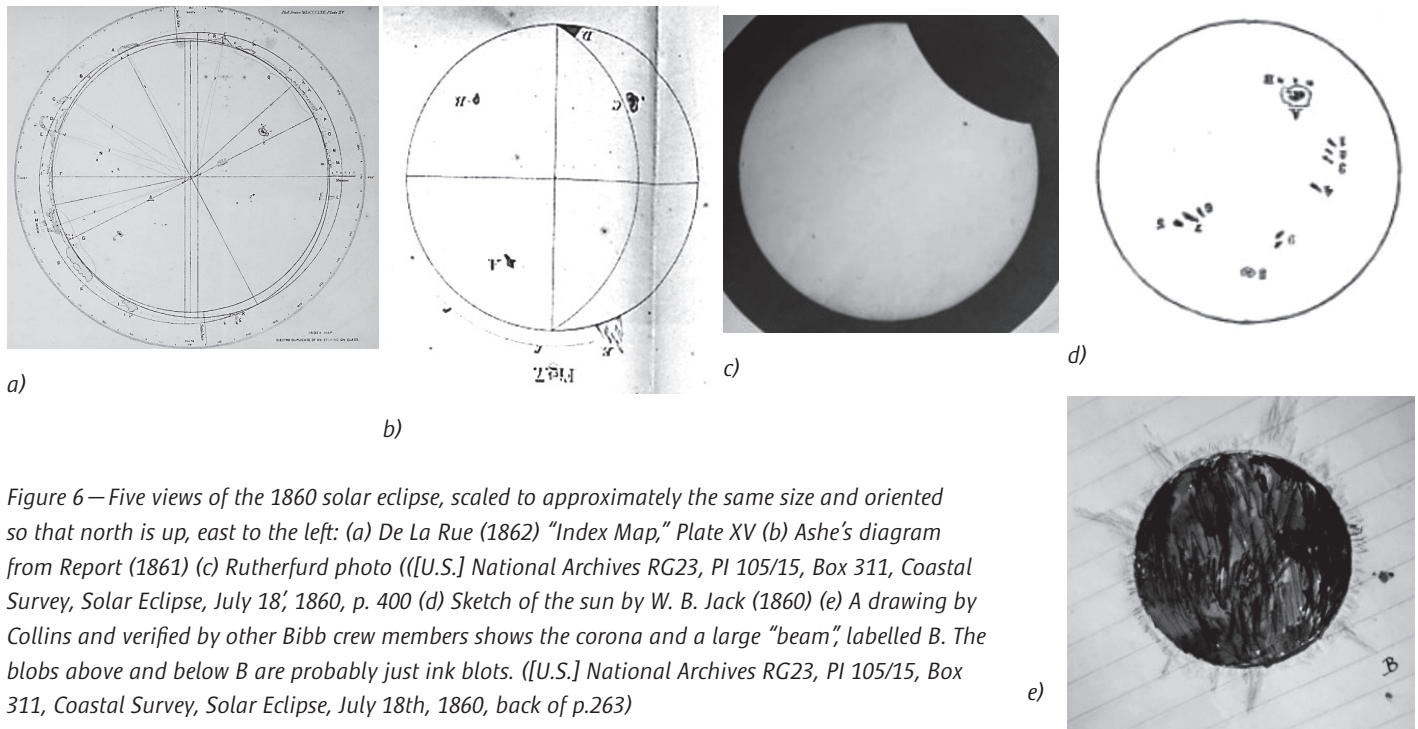 INDEX MAP
Fig.7.
a)
b)
c)
d)
e)
B
Figure 6—Five views of the 1860 solar eclipse, scaled to approximately the same size and oriented
so that north is up, east to the left: (a) De La Rue (1862) “Index Map,” Plate XV (b) Ashe’s diagram
from Report (1861) (c) Rutherfurd photo (([U.S.] National Archives RG23, PI 105/15, Box 311, Coastal
Survey, Solar Eclipse, July 18’, 1860, p. 400 (d) Sketch of the sun by W. B. Jack (1860) (e) A drawing by
Collins and verified by other Bibb crew members shows the corona and a large “beam”, labelled B. The
blobs above and below B are probably just ink blots. ([U.S.] National Archives RG23, PI 105/15, Box
311, Coastal Survey, Solar Eclipse, July 18th, 1860, back of p.263)